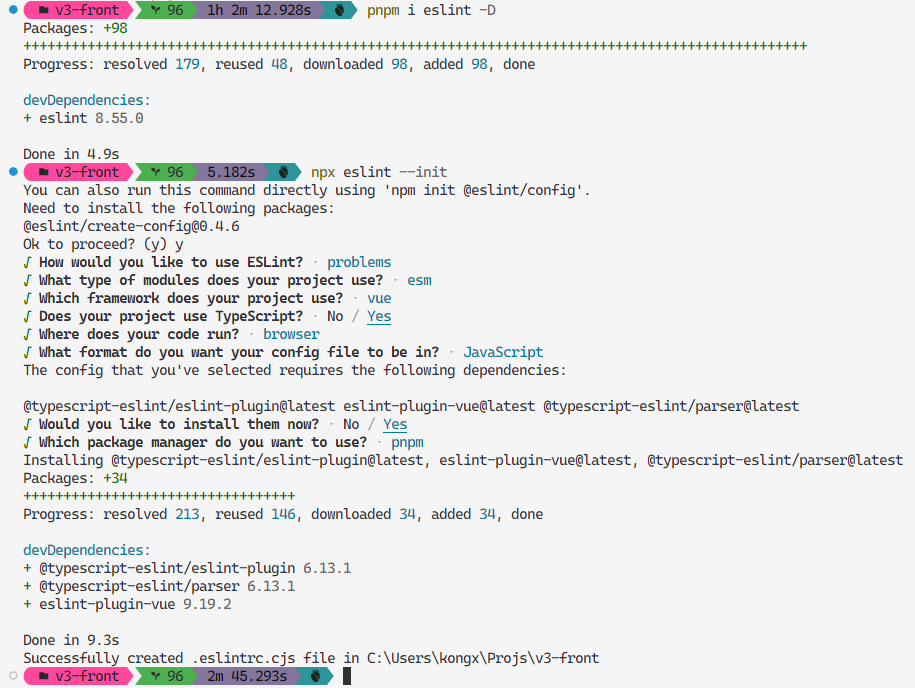 v3-front 96 1h 2m 12.928s pnpm i eslint -D
Packages: +98
++++++++++++++++++++++++++++++++++++++++++++++++++++++++++++++++++++++++++++++++++++++++++++++++++
Progress: resolved 179, reused 48, downloaded 98, added 98, done
devDependencies:
+ eslint 8.55.0
Done in 4.9s
v3-front 96 5.182s npx eslint --init
You can also run this command directly using 'npm init @eslint/config'.
Need to install the following packages:
@eslint/create-config@0.4.6
Ok to proceed? (y) y
√ How would you like to use ESLint? · problems
√ What type of modules does your project use? · esm
√ Which framework does your project use? · vue
√ Does your project use TypeScript? · No / Yes
√ Where does your code run? · browser
√ What format do you want your config file to be in? · JavaScript
The config that you've selected requires the following dependencies:
@typescript-eslint/eslint-plugin@latest eslint-plugin-vue@latest @typescript-eslint/parser@latest
√ Would you like to install them now? · No / Yes
√ Which package manager do you want to use? · pnpm
Installing @typescript-eslint/eslint-plugin@latest, eslint-plugin-vue@latest, @typescript-eslint/parser@latest
Packages: +34
++++++++++++++++++++++++++++++++++
Progress: resolved 213, reused 146, downloaded 34, added 34, done
devDependencies:
+ @typescript-eslint/eslint-plugin 6.13.1
+ @typescript-eslint/parser 6.13.1
+ eslint-plugin-vue 9.19.2
Done in 9.3s
Successfully created .eslintrc.cjs file in C:\Users\kongx\Projs\v3-front
v3-front 96 2m 45.293s